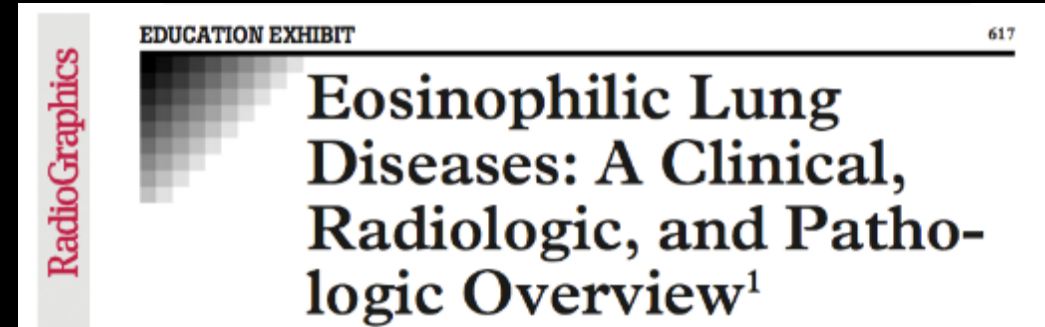 EDUCATION EXHIBIT
617
RadioGraphics
Eosinophilic Lung
Diseases: A Clinical,
Radiologic, and Patho-
logic Overview1